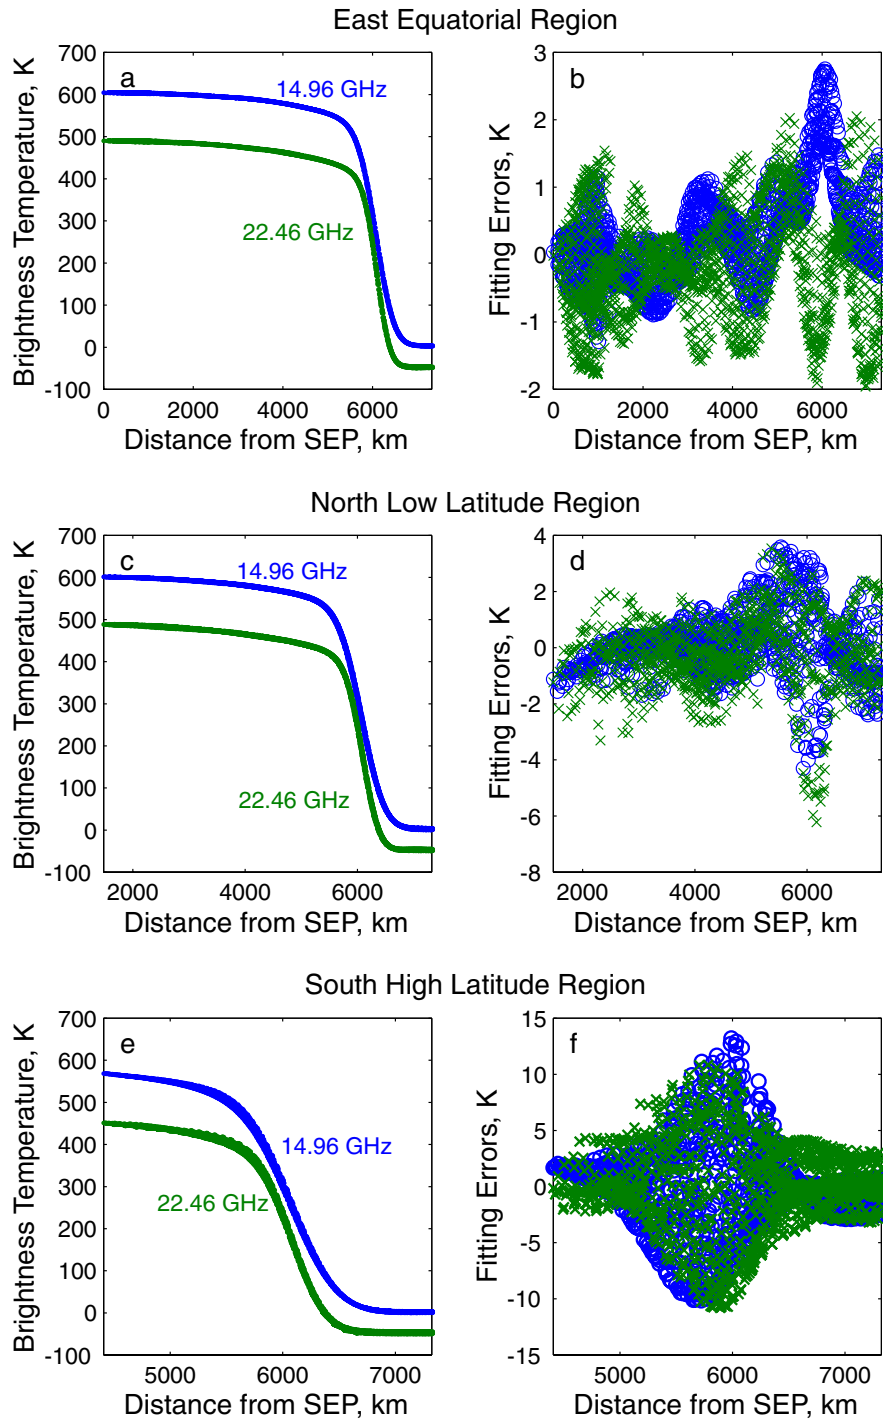 East Equatorial Region
a
14.96 GHz
22.46 GHz
Brightness Temperature, K
700
600
500
400
300
200
100
0
-100
0 2000 4000 6000
Distance from SEP, km
b
Fitting Errors, K
3
2
1
0
-1
-2
0 2000 4000 6000
Distance from SEP, km
North Low Latitude Region
c
14.96 GHz
22.46 GHz
Brightness Temperature, K
700
600
500
400
300
200
100
0
-100
2000 4000 6000
Distance from SEP, km
d
Fitting Errors, K
4
2
0
-2
-4
-6
-8
2000 4000 6000
Distance from SEP, km
South High Latitude Region
e
14.96 GHz
22.46 GHz
Brightness Temperature, K
700
600
500
400
300
200
100
0
-100
5000 6000 7000
Distance from SEP, km
f
Fitting Errors, K
15
10
5
0
-5
-10
-15
5000 6000 7000
Distance from SEP, km